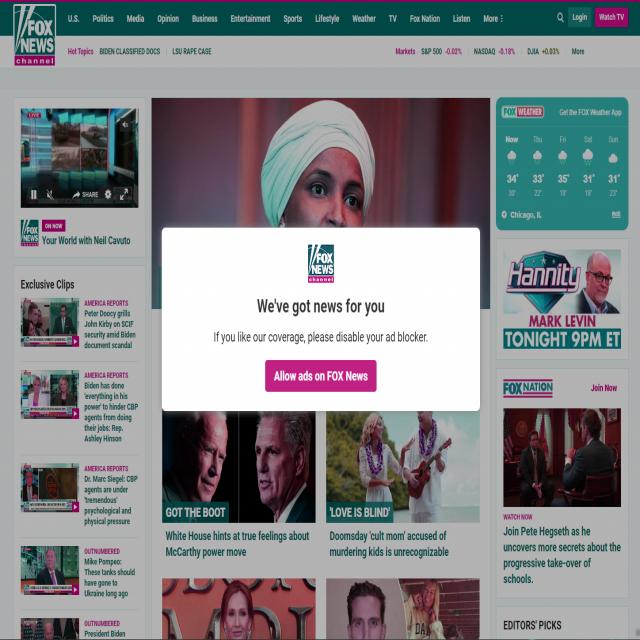 FOX
NEWS
channel
U.S.
Politics
Media
Opinion
Business
Entertainment
Sports
Lifestyle
Weather
TV
Fox Nation
Listen
More
Login
Watch TV
Hot Topics
BIDEN CLASSIFIED DOCS
LSU RAPE CASE
Markets
S&P 500 -0.02%
NASDAQ -0.18%
DJIA +0.03%
More
LIVE
SHARE
FOX
NEWS
channel
ON NOW
Your World with Neil Cavuto
Exclusive Clips
AMERICA REPORTS
Peter Doocy grills
John Kirby on SCIF
security amid Biden
document scandal
AMERICA REPORTS
Biden has done
'everything in his
power' to hinder CBP
agents from doing
their jobs: Rep.
Ashley Hinson
AMERICA REPORTS
Dr. Marc Siegel: CBP
agents are under
'tremendous'
psychological and
physical pressure
OUTNUMBERED
Mike Pompeo:
These tanks should
have gone to
Ukraine long ago
OUTNUMBERED
President Biden
FOX
NEWS
channel
We've got news for you
If you like our coverage, please disable your ad blocker.
Allow ads on FOX News
GOT THE BOOT
White House hints at true feelings about
McCarthy power move
'LOVE IS BLIND'
Doomsday 'cult mom' accused of
murdering kids is unrecognizable
FOX WEATHER
Get the FOX Weather App
Now Thu Fri Sat Sun
34° 33° 35° 31° 31°
30° 22° 19° 19° 23°
Chicago, IL
Hannity
MARK LEVIN
TONIGHT 9PM ET
FOX NATION
Join Now
WATCH NOW
Join Pete Hegseth as he
uncovers more secrets about the
progressive take-over of
schools.
EDITORS' PICKS